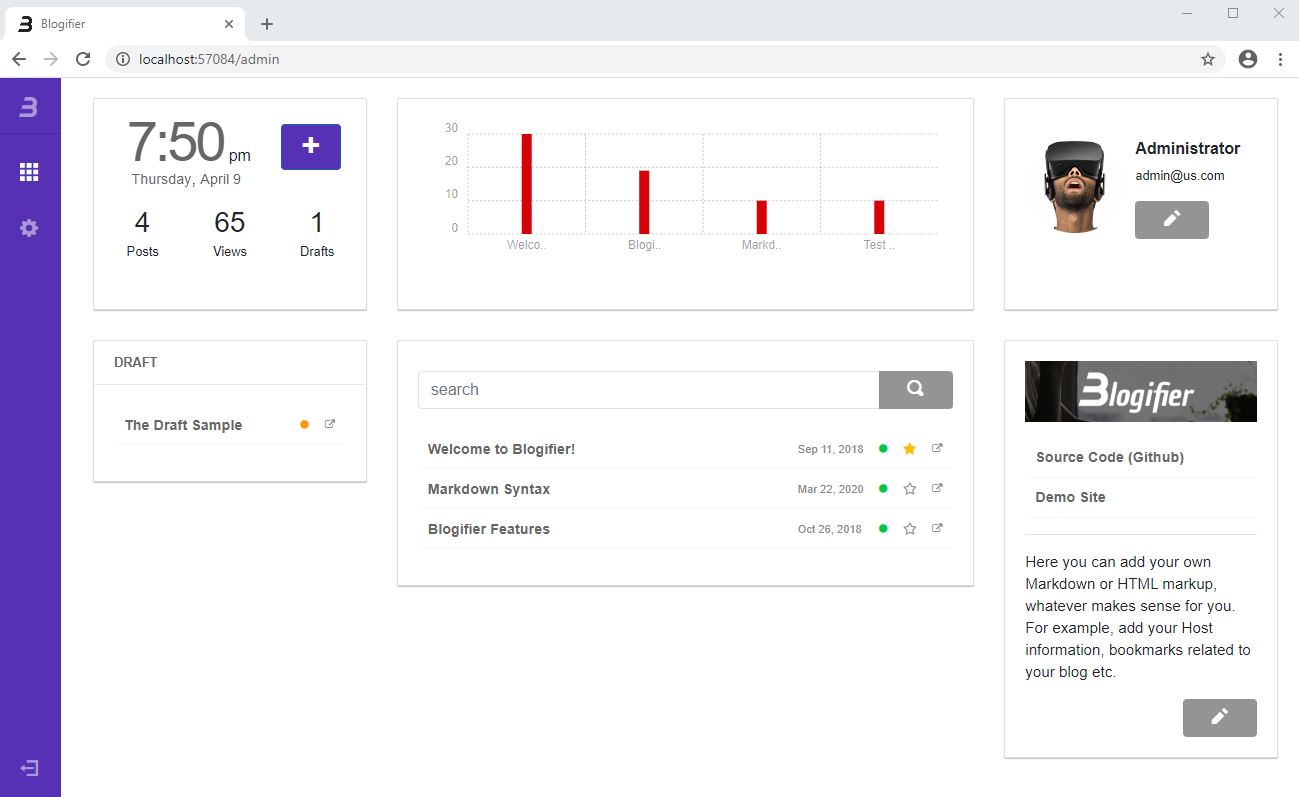 Blogifier
localhost:57084/admin
7:50 pm
Thursday, April 9
4
65
1
Posts
Views
Drafts
30
20
10
0
Welco..
Blogi..
Markd..
Test ..
Administrator
admin@us.com
DRAFT
The Draft Sample
search
Welcome to Blogifier!
Sep 11, 2018
Markdown Syntax
Mar 22, 2020
Blogifier Features
Oct 26, 2018
Blogifier
Source Code (Github)
Demo Site
Here you can add your own
Markdown or HTML markup,
whatever makes sense for you.
For example, add your Host
information, bookmarks related to
your blog etc.